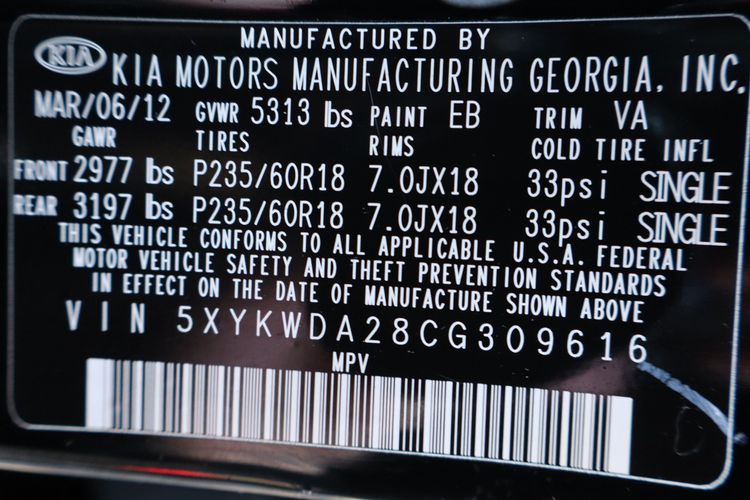 MANUFACTURED BY
KIA KIA MOTORS MANUFACTURING GEORGIA, INC.
MAR/06/12 GVWR 5313 lbs PAINT EB TRIM VA
GAWR TIRES RIMS COLD TIRE INFL
FRONT 2977 lbs P235/60R18 7.0JX18 33psi SINGLE
REAR 3197 lbs P235/60R18 7.0JX18 33psi SINGLE
THIS VEHICLE CONFORMS TO ALL APPLICABLE U.S.A. FEDERAL
MOTOR VEHICLE SAFETY AND THEFT PREVENTION STANDARDS
IN EFFECT ON THE DATE OF MANUFACTURE SHOWN ABOVE
VIN 5XYKWDA28CG309616
MPV